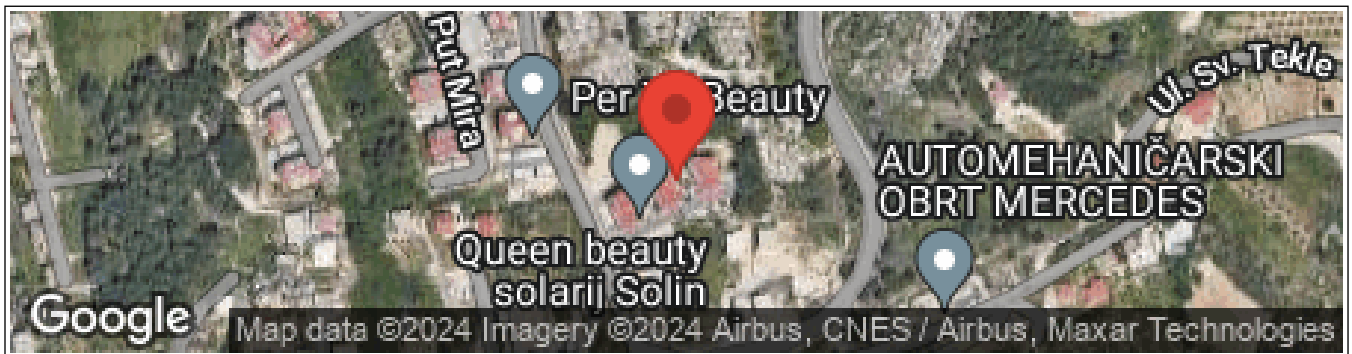 Put Mira
Per Beauty
Ul. Sv. Tekle
AUTOMEHANIČARSKI
OBRT MERCEDES
Queen beauty
solarij Solin
Google
Map data ©2024 Imagery ©2024 Airbus, CNES / Airbus, Maxar Technologies